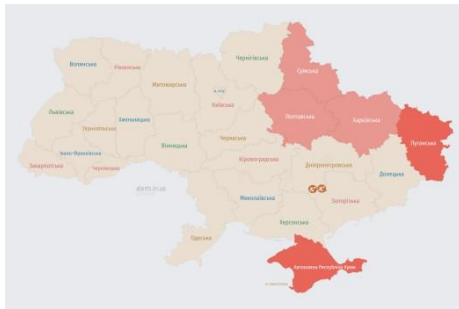 Чернігівська
Сумська
Волинська
Рівненська
Житомирська
м. Київ
Київська
Полтавська
Харківська
Луганська
Львівська
Тернопільська
Хмельницька
Вінницька
Черкаська
Івано-Франківська
Закарпатська
Чернівецька
Кіровоградська
Дніпропетровська
Донецька
alerts.in.ua
Миколаївська
Запорізька
Херсонська
Одеська
Автономна Республіка Крим